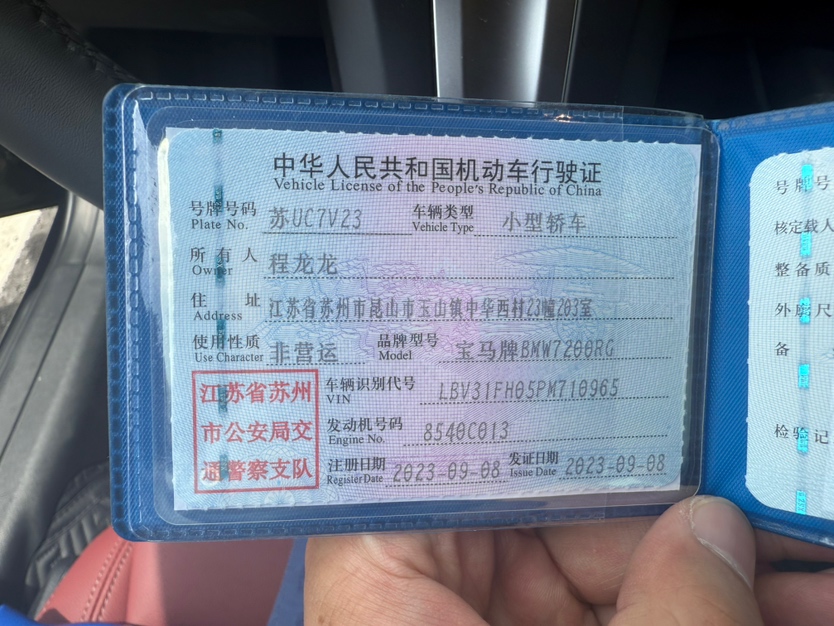 中华人民共和国机动车行驶证
Vehicle License of the People's Republic of China
号牌号码 苏UC7V23 车辆类型 小型轿车
Plate No. Vehicle Type
所有人 程龙龙
Owner
住址 江苏省苏州市昆山市玉山镇中华西村23幢203室
Address
使用性质 非营运 品牌型号 宝马牌BMW7200RG
Use Character Model
江苏省苏州
市公安局交
通警察支队
车辆识别代号 LBV31FH05PM710965
VIN
发动机号码 8540C013
Engine No.
注册日期 2023-09-08 发证日期 2023-09-08
Register Date Issue Date
号牌号
核定载人
整备质
外廓尺
备
检验记